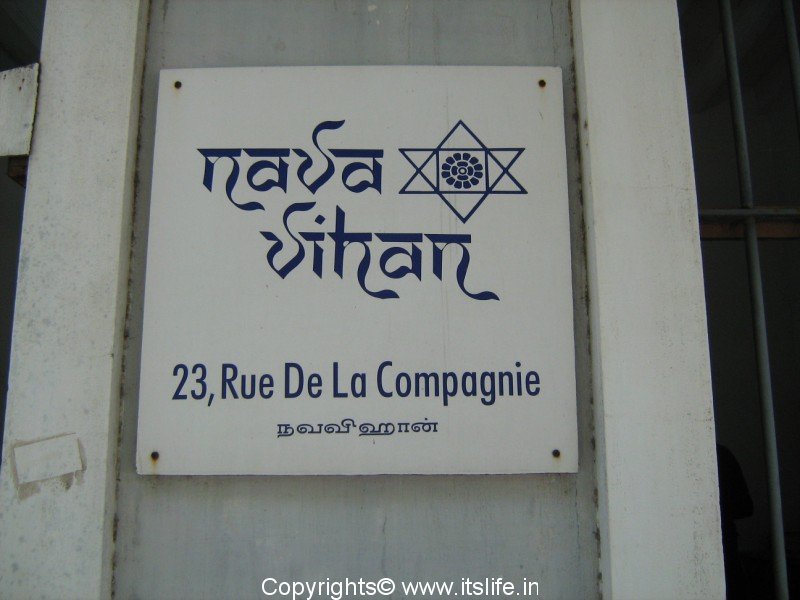 nava
vihan
23, Rue De La Compagnie
நவவிஹான்
Copyrights© www.itslife.in